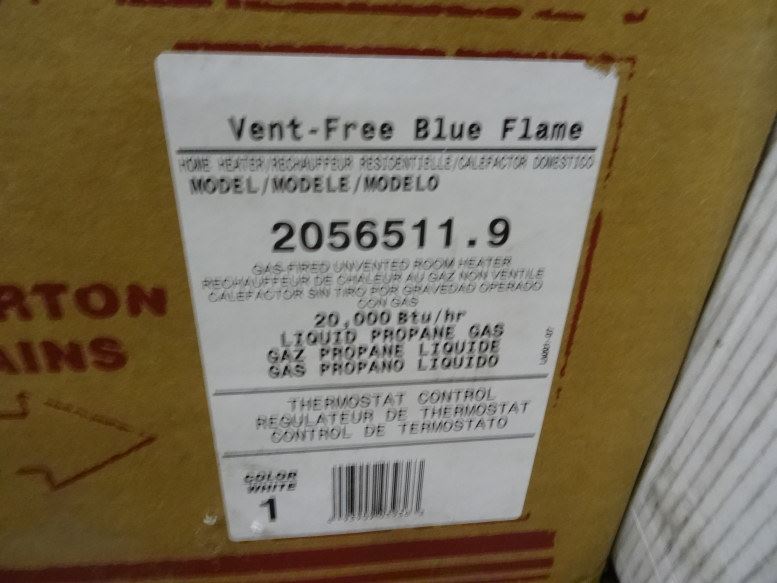 Vent-Free Blue Flame
HOME HEATER/RECHAUFFEUR RESIDENTIELLE/CALEFACTOR DOMESTICO
MODEL/MODELE/MODELO
2056511.9
GAS-FIRED UNVENTED ROOM HEATER
RECHAUFFEUR DE CHALEUR AU GAZ NON VENTILE
CALEFACTOR SIN TIRO POR GRAVEDAD OPERADO
CON GAS
20,000 Btu/hr
LIQUID PROPANE GAS
GAZ PROPANE LIQUIDE
GAS PROPANO LIQUIDO
THERMOSTAT CONTROL
REGULATEUR DE THERMOSTAT
CONTROL DE TERMOSTATO
COLOR
WHITE
1
RTON
AINS